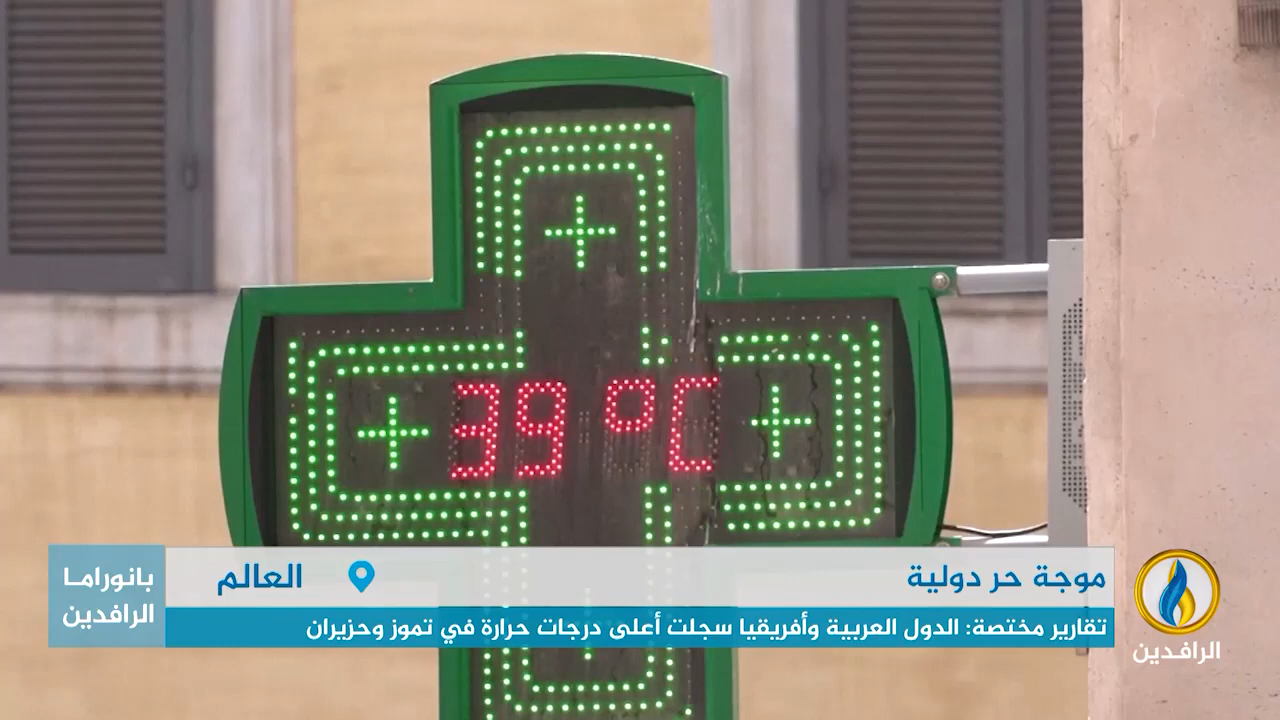 39 °C
موجة حر دولية
العالم
تقارير مختصة: الدول العربية وأفريقيا سجلت أعلى درجات حرارة في تموز وحزيران
بانوراما
الرافدين
الرافدين